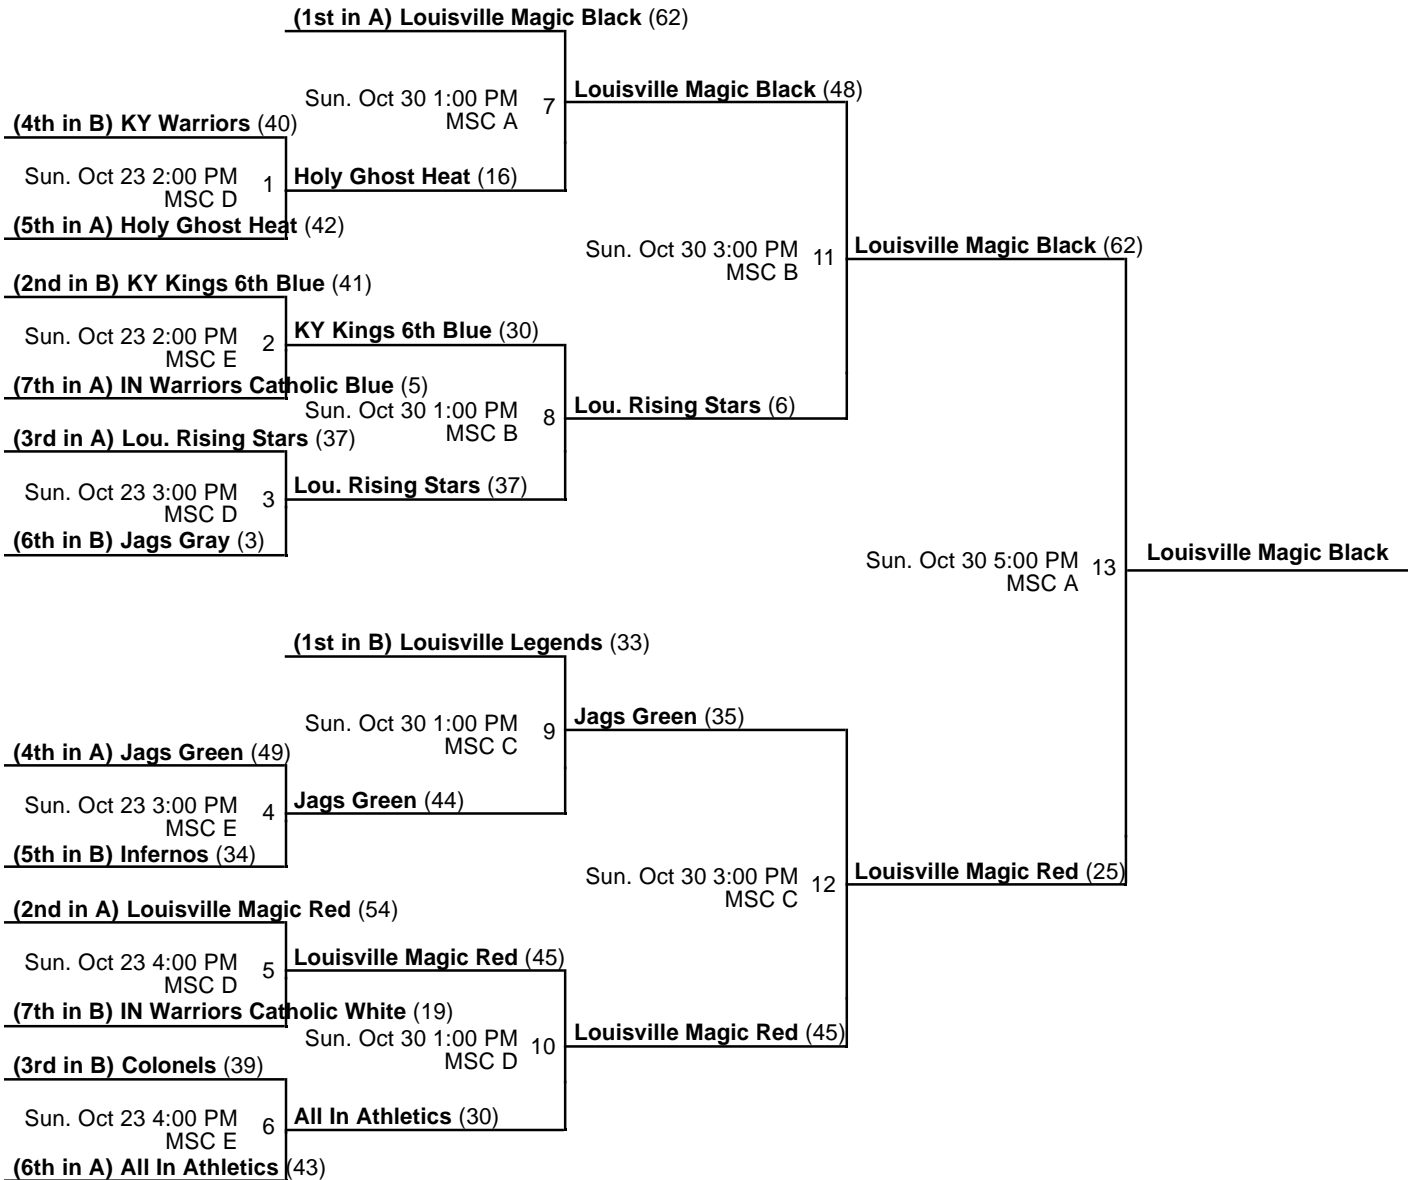 (1st in A) Louisville Magic Black (62)
Sun. Oct 30 1:00 PM 7
MSC A
Louisville Magic Black (48)
(4th in B) KY Warriors (40)
Sun. Oct 23 2:00 PM 1
MSC D
Holy Ghost Heat (16)
(5th in A) Holy Ghost Heat (42)
Sun. Oct 30 3:00 PM 11
MSC B
Louisville Magic Black (62)
(2nd in B) KY Kings 6th Blue (41)
Sun. Oct 23 2:00 PM 2
MSC E
KY Kings 6th Blue (30)
(7th in A) IN Warriors Catholic Blue (5)
Sun. Oct 30 1:00 PM 8
MSC B
Lou. Rising Stars (6)
(3rd in A) Lou. Rising Stars (37)
Sun. Oct 23 3:00 PM 3
MSC D
Lou. Rising Stars (37)
(6th in B) Jags Gray (3)
Sun. Oct 30 5:00 PM 13
MSC A
Louisville Magic Black
(1st in B) Louisville Legends (33)
Sun. Oct 30 1:00 PM 9
MSC C
Jags Green (35)
(4th in A) Jags Green (49)
Sun. Oct 23 3:00 PM 4
MSC E
Jags Green (44)
(5th in B) Infernos (34)
Sun. Oct 30 3:00 PM 12
MSC C
Louisville Magic Red (25)
(2nd in A) Louisville Magic Red (54)
Sun. Oct 23 4:00 PM 5
MSC D
Louisville Magic Red (45)
(7th in B) IN Warriors Catholic White (19)
Sun. Oct 30 1:00 PM 10
MSC D
Louisville Magic Red (45)
(3rd in B) Colonels (39)
Sun. Oct 23 4:00 PM 6
MSC E
All In Athletics (30)
(6th in A) All In Athletics (43)